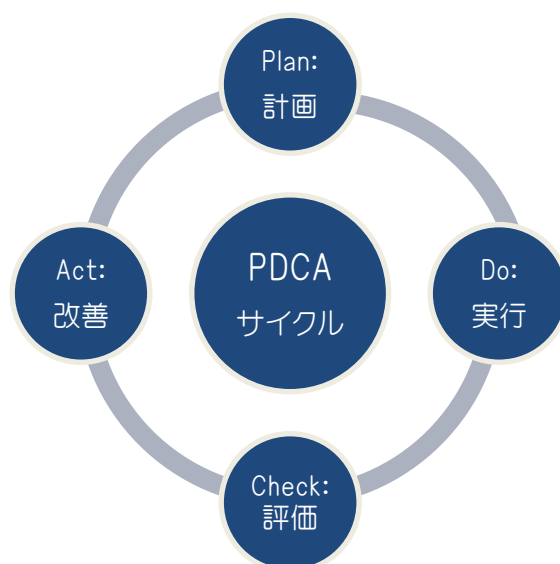 Plan:
計画
Act:
改善
PDCA
サイクル
Do:
実行
Check:
評価